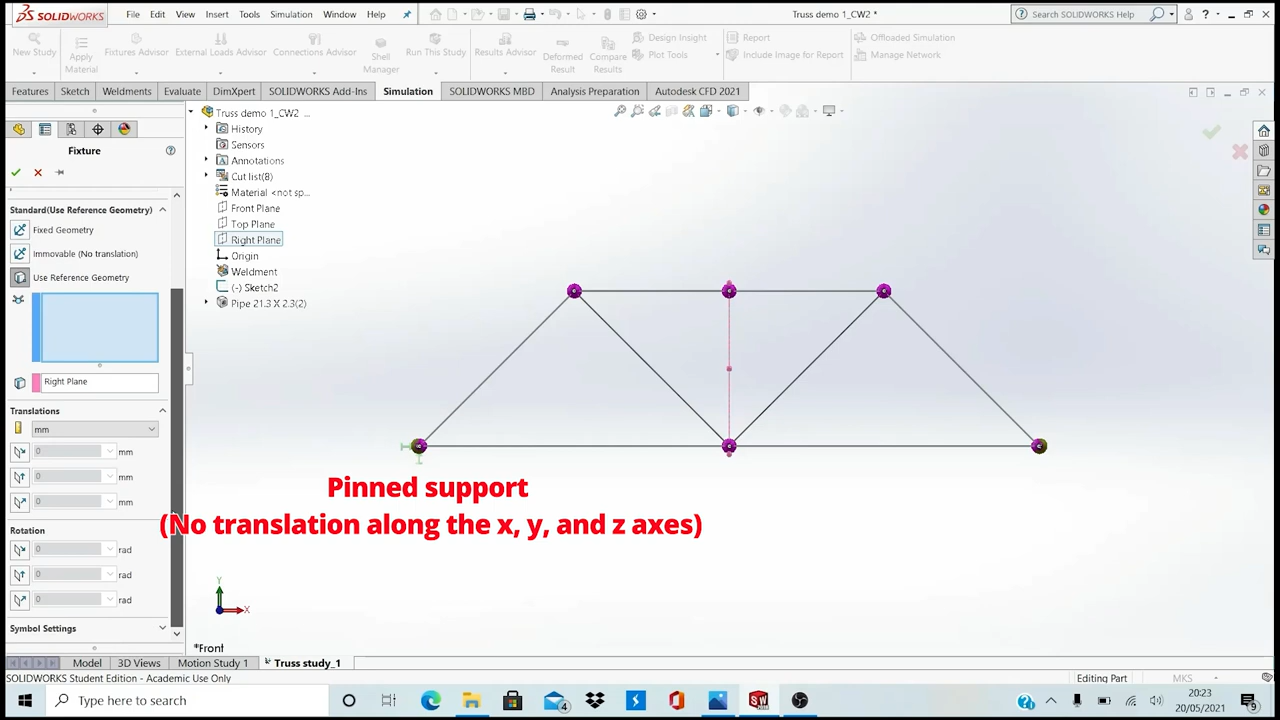 SOLIDWORKS File Edit View Insert Tools Simulation Window Help Truss demo 1_CW2 * Search SOLIDWORKS Help ?
New Study Apply Material Fixtures Advisor External Loads Advisor Connections Advisor Shell Manager Run This Study Results Advisor Deformed Result Compare Results Design Insight Plot Tools Report Include Image for Report Offloaded Simulation Manage Network
Features Sketch Weldments Evaluate DimXpert SOLIDWORKS Add-Ins Simulation SOLIDWORKS MBD Analysis Preparation Autodesk CFD 2021
Fixture
Standard(Use Reference Geometry)
Fixed Geometry
Immovable (No translation)
Use Reference Geometry
Right Plane
Translations
mm
0 mm
0 mm
0 mm
Rotation
0 rad
0 rad
0 rad
Symbol Settings
Truss demo 1_CW2 ...
History
Sensors
Annotations
Cut list(8)
Material <not sp...
Front Plane
Top Plane
Right Plane
Origin
Weldment
(-) Sketch2
Pipe 21.3 X 2.3(2)
Pinned support
(No translation along the x, y, and z axes)
Y
X
*Front
Model 3D Views Motion Study 1 Truss study_1
SOLIDWORKS Student Edition - Academic Use Only Editing Part MKS
Type here to search 4 20:23
20/05/2021 9